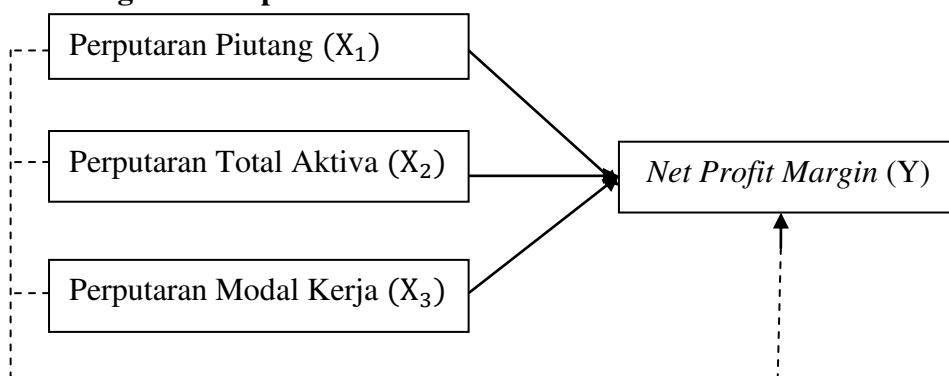 Perputaran Piutang (X₁)
Perputaran Total Aktiva (X₂)
Net Profit Margin (Y)
Perputaran Modal Kerja (X₃)